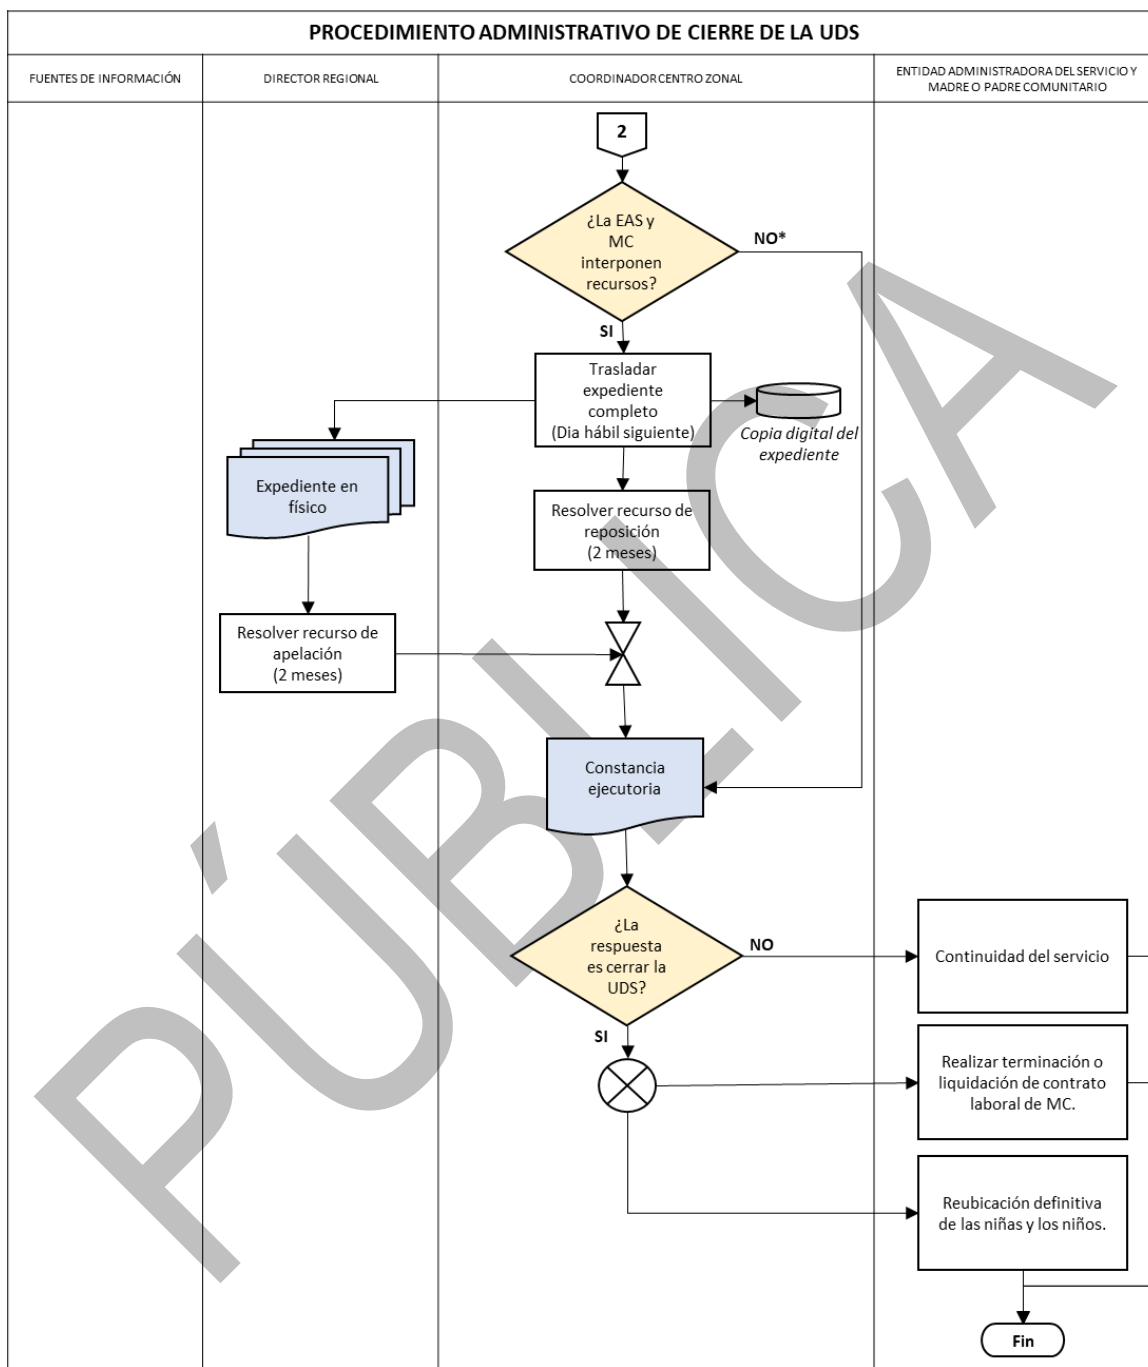 PROCEDIMIENTO ADMINISTRATIVO DE CIERRE DE LA UDS
FUENTES DE INFORMACIÓN
DIRECTOR REGIONAL
COORDINADOR CENTRO ZONAL
ENTIDAD ADMINISTRADORA DEL SERVICIO Y
MADRE O PADRE COMUNITARIO
2
¿La EAS y
MC
interponen
recursos?
NO*
SI
Trasladar
expediente
completo
(Dia hábil siguiente)
Copia digital del
expediente
Expediente en
físico
Resolver recurso de
reposición
(2 meses)
Resolver recurso de
apelación
(2 meses)
Constancia
ejecutoria
¿La
respuesta
es cerrar la
UDS?
NO
Continuidad del servicio
SI
Realizar terminación o
liquidación de contrato
laboral de MC.
Reubicación definitiva
de las niñas y los niños.
Fin
PÚBLICA